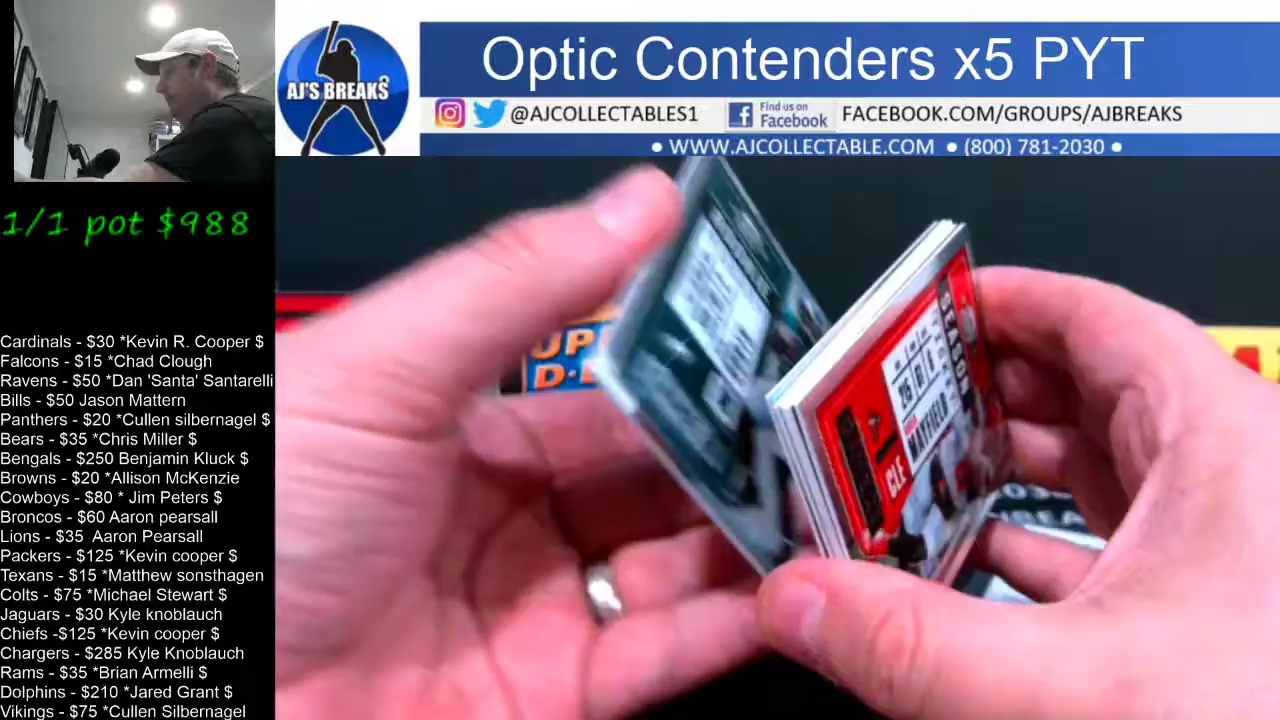 Optic Contenders x5 PYT
AJ'S BREAKS
@AJCOLLECTABLES1
Find us on
Facebook
FACEBOOK.COM/GROUPS/AJBREAKS
• WWW.AJCOLLECTABLE.COM • (800) 781-2030 •
1/1 pot $988
SEASON
MAYFIELD
CLE
UP
D
Cardinals - $30 *Kevin R. Cooper $
Falcons - $15 *Chad Clough
Ravens - $50 *Dan 'Santa' Santarelli
Bills - $50 Jason Mattern
Panthers - $20 *Cullen silbernagel $
Bears - $35 *Chris Miller $
Bengals - $250 Benjamin Kluck $
Browns - $20 *Allison McKenzie
Cowboys - $80 * Jim Peters $
Broncos - $60 Aaron pearsall
Lions - $35 Aaron Pearsall
Packers - $125 *Kevin cooper $
Texans - $15 *Matthew sonsthagen
Colts - $75 *Michael Stewart $
Jaguars - $30 Kyle knoblauch
Chiefs -$125 *Kevin cooper $
Chargers - $285 Kyle Knoblauch
Rams - $35 *Brian Armelli $
Dolphins - $210 *Jared Grant $
Vikings - $75 *Cullen Silbernagel